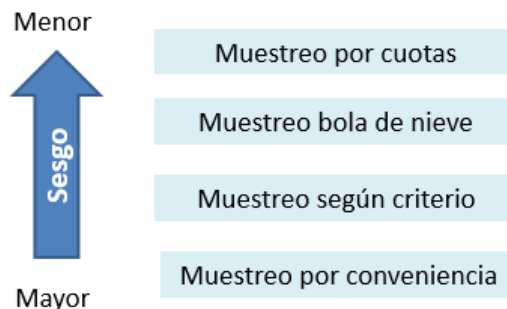 Menor
Muestreo por cuotas
Muestreo bola de nieve
Sesgo
Muestreo según criterio
Muestreo por conveniencia
Mayor